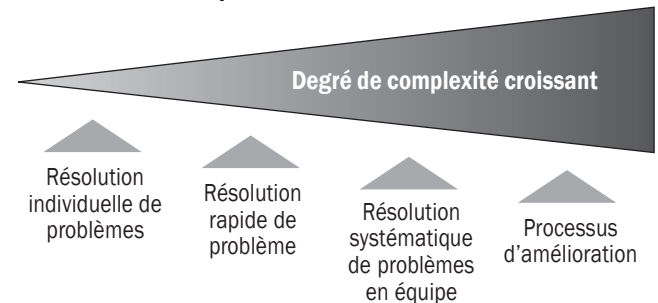 Degré de complexité croissant
Résolution
individuelle de
problèmes
Résolution
rapide de
problème
Résolution
systématique
de problèmes
en équipe
Processus
d'amélioration